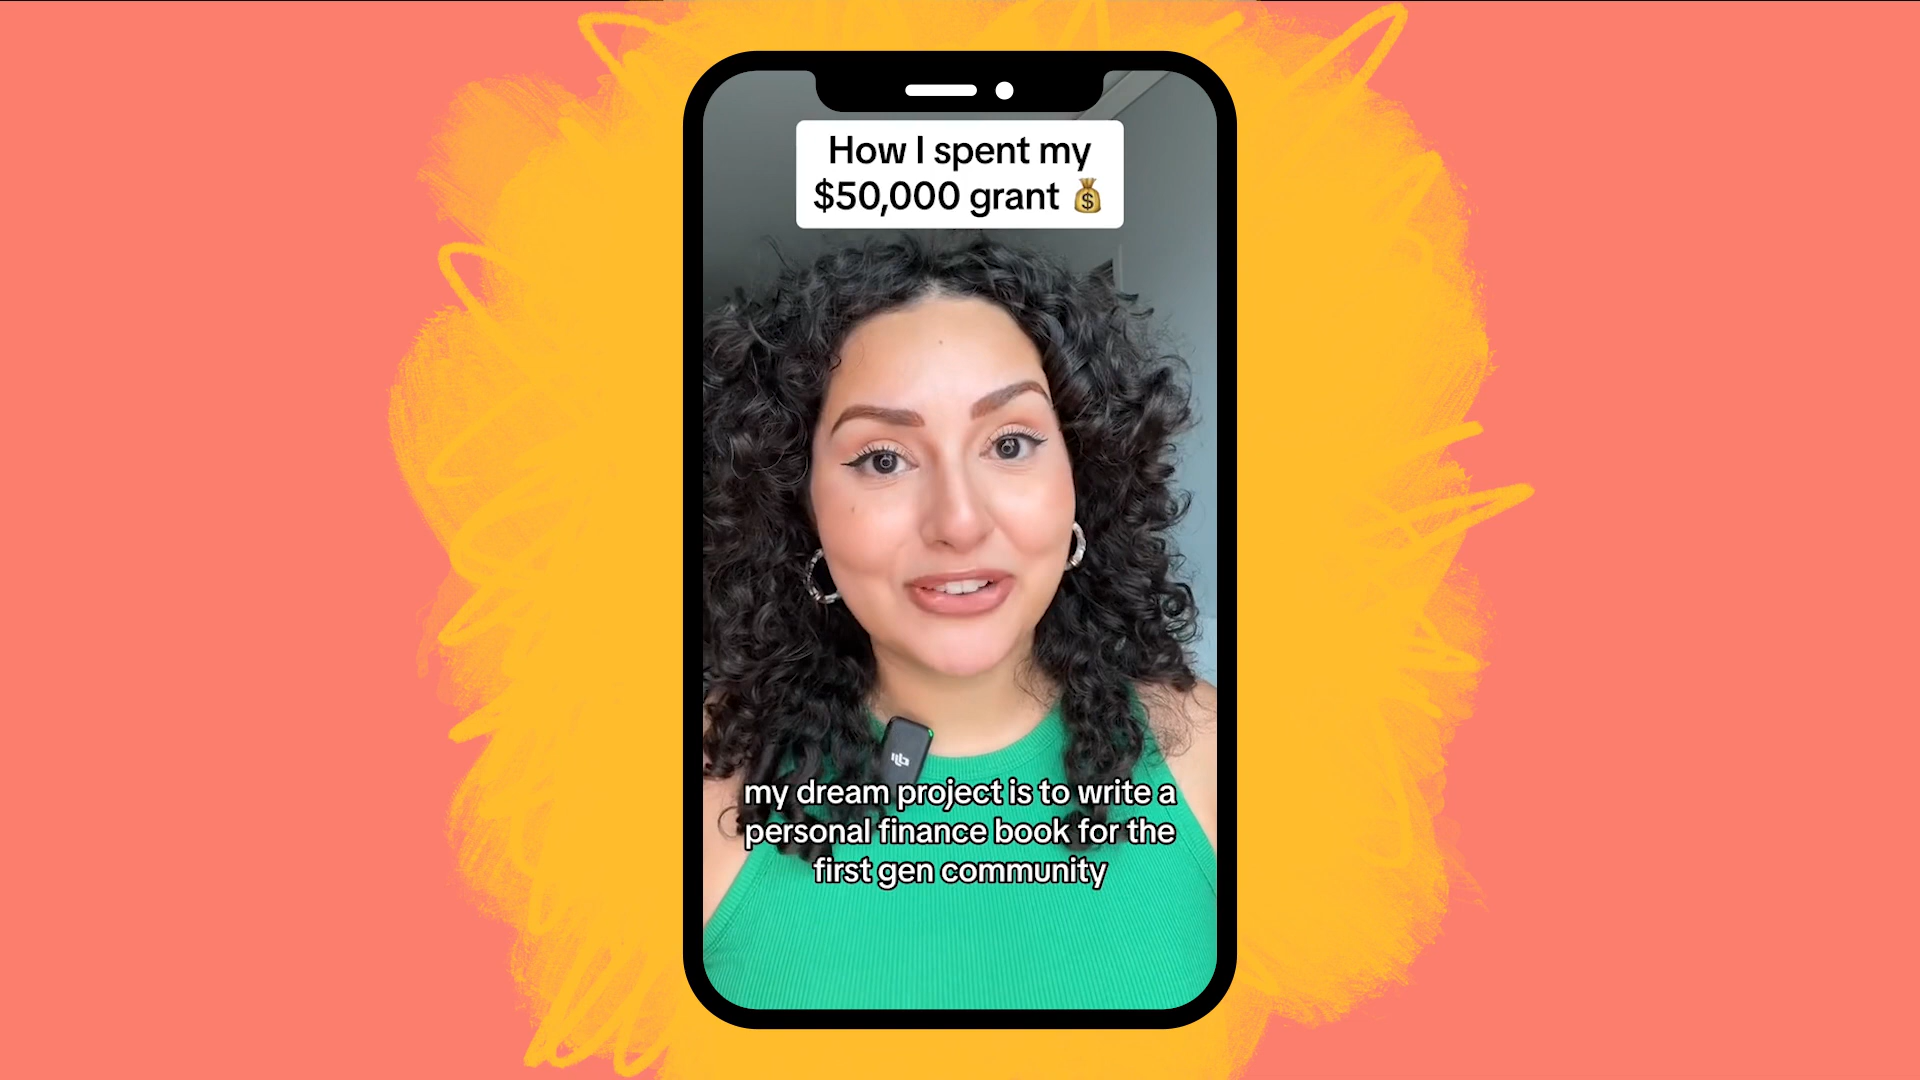 How I spent my
$50,000 grant 💰
my dream project is to write a
personal finance book for the
first gen community